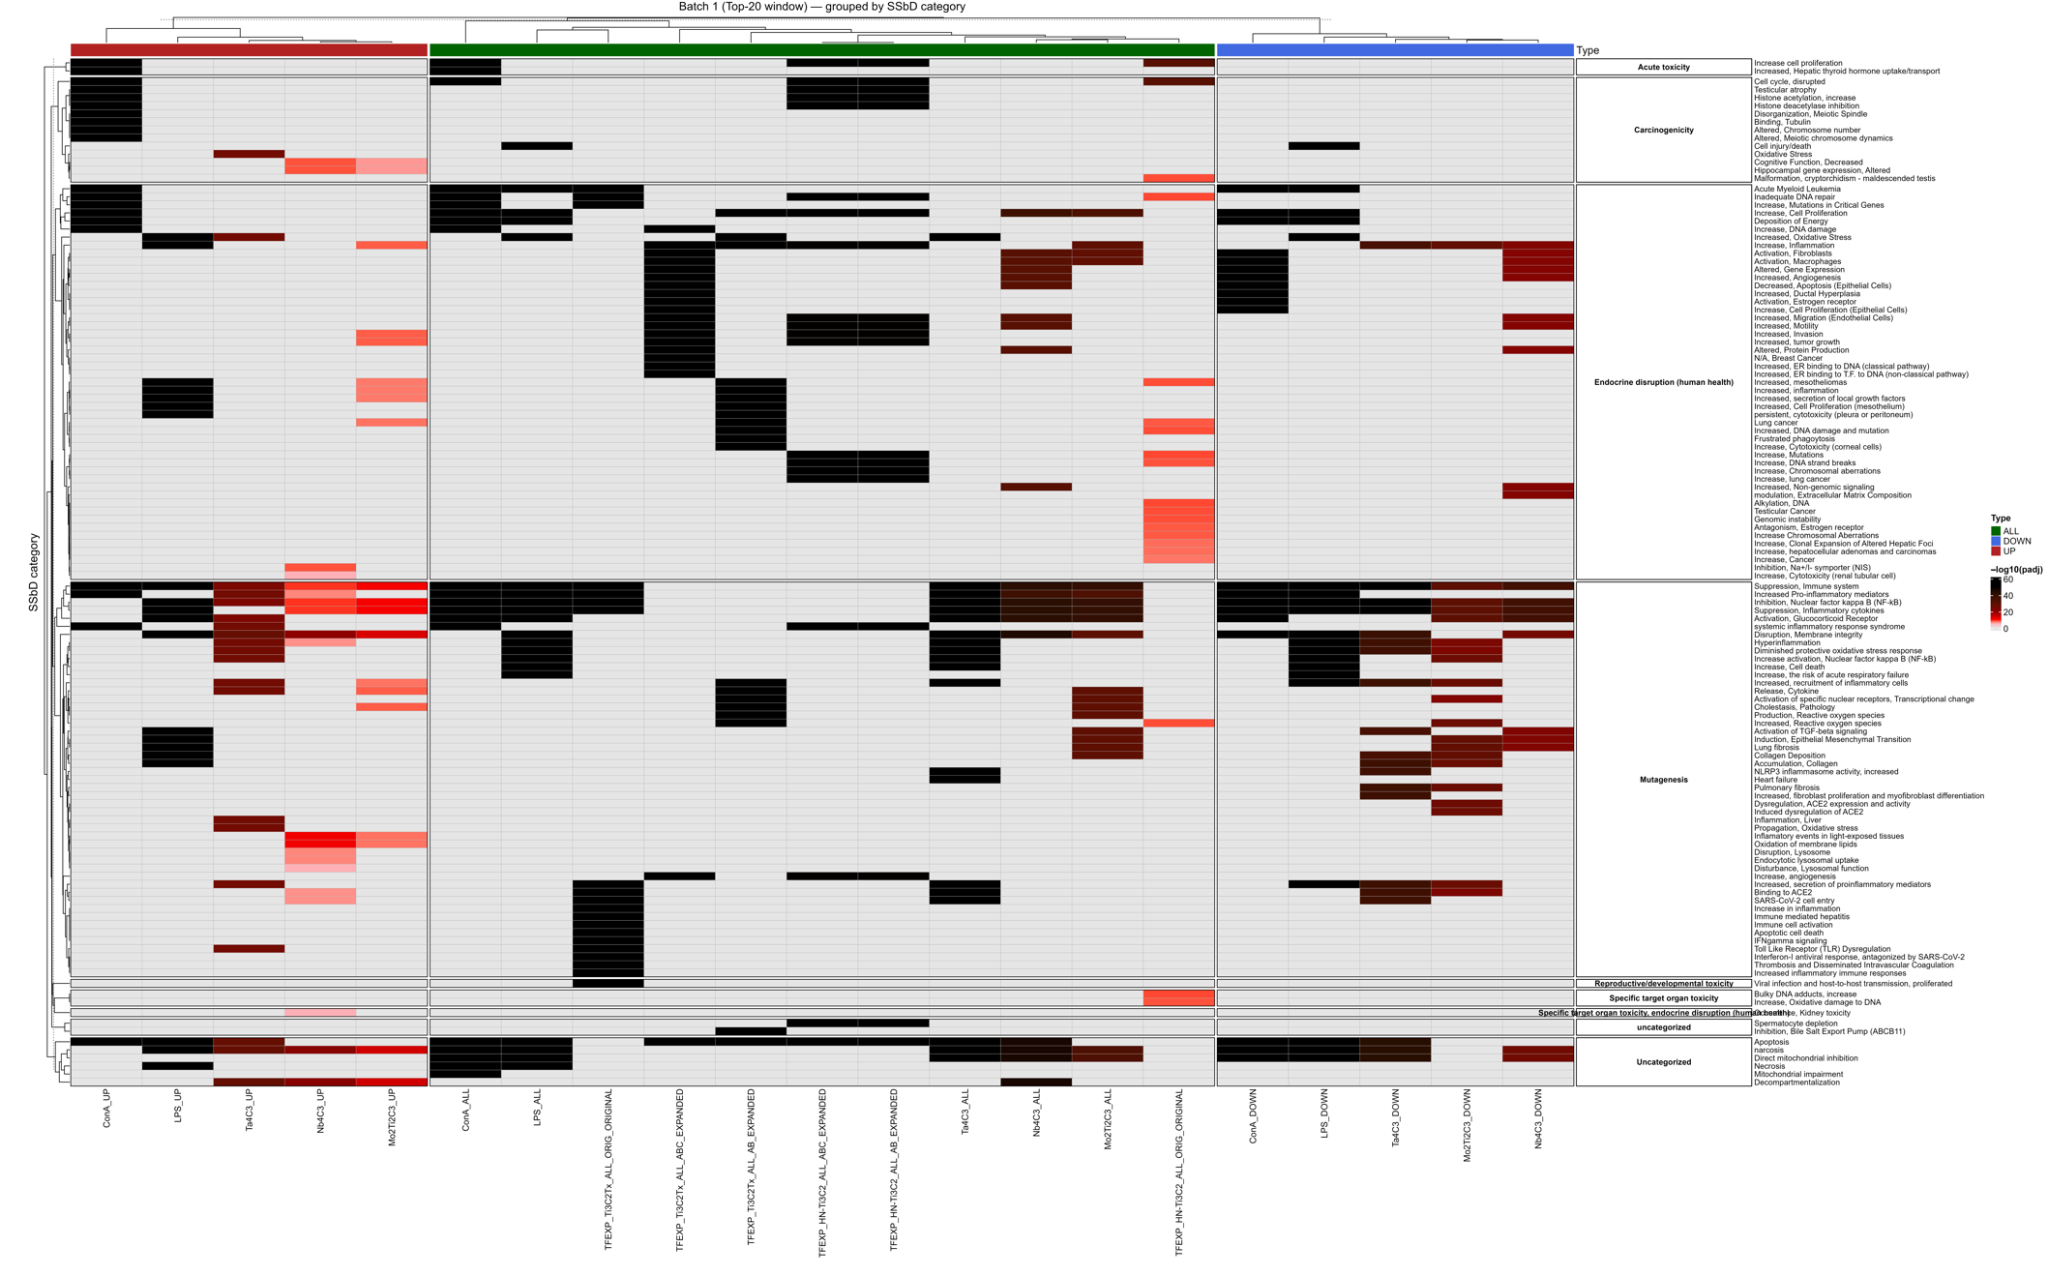 Batch 1 (Top-20 window) — grouped by SSbD category
Type
SSbD category
Acute toxicity
Increase cell proliferation
Increased, Hepatic thyroid hormone uptake/transport
Carcinogenicity
Cell cycle, disrupted
Testicular atrophy
Histone acetylation, increase
Histone deacetylase inhibition
Disorganization, Meiotic Spindle
Binding, Tubulin
Altered, Chromosome number
Altered, Meiotic chromosome dynamics
Cell injury/death
Oxidative Stress
Cognitive Function, Decreased
Hippocampal gene expression, Altered
Malformation, cryptorchidism - maldescended testis
Endocrine disruption (human health)
Acute Myeloid Leukemia
Inadequate DNA repair
Increase, Mutations in Critical Genes
Increase, Cell Proliferation
Deposition of Energy
Increase, DNA damage
Increased, Oxidative Stress
Increase, Inflammation
Activation, Fibroblasts
Activation, Macrophages
Altered, Gene Expression
Increased, Angiogenesis
Decreased, Apoptosis (Epithelial Cells)
Increased, Ductal Hyperplasia
Activation, Estrogen receptor
Increase, Cell Proliferation (Epithelial Cells)
Increased, Migration (Endothelial Cells)
Increased, Motility
Increased, Invasion
Increased, tumor growth
Altered, Protein Production
N/A, Breast Cancer
Increased, ER binding to DNA (classical pathway)
Increased, ER binding to T.F. to DNA (non-classical pathway)
Increased, mesotheliomas
Increased, inflammation
Increased, secretion of local growth factors
Increased, Cell Proliferation (mesothelium)
persistent, cytotoxicity (pleura or peritoneum)
Lung cancer
Increased, DNA damage and mutation
Frustrated phagoytosis
Increase, Cytotoxicity (corneal cells)
Increase, Mutations
Increase, DNA strand breaks
Increase, Chromosomal aberrations
Increase, lung cancer
Increased, Non-genomic signaling
modulation, Extracellular Matrix Composition
Alkylation, DNA
Testicular Cancer
Genomic instability
Antagonism, Estrogen receptor
Increase Chromosomal Aberrations
Increase, Clonal Expansion of Altered Hepatic Foci
Increase, hepatocellular adenomas and carcinomas
Increase, Cancer
Inhibition, Na+/I- symporter (NIS)
Increase, Cytotoxicity (renal tubular cell)
Mutagenesis
Suppression, Immune system
Increased Pro-inflammatory mediators
Inhibition, Nuclear factor kappa B (NF-kB)
Suppression, Inflammatory cytokines
Activation, Glucocorticoid Receptor
systemic inflammatory response syndrome
Disruption, Membrane integrity
Hyperinflammation
Diminished protective oxidative stress response
Increase activation, Nuclear factor kappa B (NF-kB)
Increase, Cell death
Increase, the risk of acute respiratory failure
Increased, recruitment of inflammatory cells
Release, Cytokine
Activation of specific nuclear receptors, Transcriptional change
Cholestasis, Pathology
Production, Reactive oxygen species
Increased, Reactive oxygen species
Activation of TGF-beta signaling
Induction, Epithelial Mesenchymal Transition
Lung fibrosis
Collagen Deposition
Accumulation, Collagen
NLRP3 inflammasome activity, increased
Heart failure
Pulmonary fibrosis
Increased, fibroblast proliferation and myofibroblast differentiation
Dysregulation, ACE2 expression and activity
Induced dysregulation of ACE2
Inflammation, Liver
Propagation, Oxidative stress
Inflamatory events in light-exposed tissues
Oxidation of membrane lipids
Disruption, Lysosome
Endocytotic lysosomal uptake
Disturbance, Lysosomal function
Increase, angiogenesis
Increased, secretion of proinflammatory mediators
Binding to ACE2
SARS-CoV-2 cell entry
Increase in inflammation
Immune mediated hepatitis
Immune cell activation
Apoptotic cell death
IFNgamma signaling
Toll Like Receptor (TLR) Dysregulation
Interferon-I antiviral response, antagonized by SARS-CoV-2
Thrombosis and Disseminated Intravascular Coagulation
Increased inflammatory immune responses
Reproductive/developmental toxicity
Viral infection and host-to-host transmission, proliferated
Specific target organ toxicity
Bulky DNA adducts, increase
Increase, Oxidative damage to DNA
Specific target organ toxicity, endocrine disruption (human health)
Kidney toxicity
uncategorized
Spermatocyte depletion
Inhibition, Bile Salt Export Pump (ABCB11)
Uncategorized
Apoptosis
narcosis
Direct mitochondrial inhibition
Necrosis
Mitochondrial impairment
Decompartmentalization
Type
ALL
DOWN
UP
−log10(padj)
60
40
20
0
ConA_UP
LPS_UP
Ta4C3_UP
Nb4C3_UP
Mo2Ti2C3_UP
ConA_ALL
LPS_ALL
TFEXP_Ti3C2Tx_ALL_ORIG_ORIGINAL
TFEXP_Ti3C2Tx_ALL_ABC_EXPANDED
TFEXP_Ti3C2Tx_ALL_AB_EXPANDED
TFEXP_HN-Ti3C2_ALL_ABC_EXPANDED
TFEXP_HN-Ti3C2_ALL_AB_EXPANDED
Ta4C3_ALL
Nb4C3_ALL
Mo2Ti2C3_ALL
TFEXP_HN-Ti3C2_ALL_ORIG_ORIGINAL
ConA_DOWN
LPS_DOWN
Ta4C3_DOWN
Mo2Ti2C3_DOWN
Nb4C3_DOWN